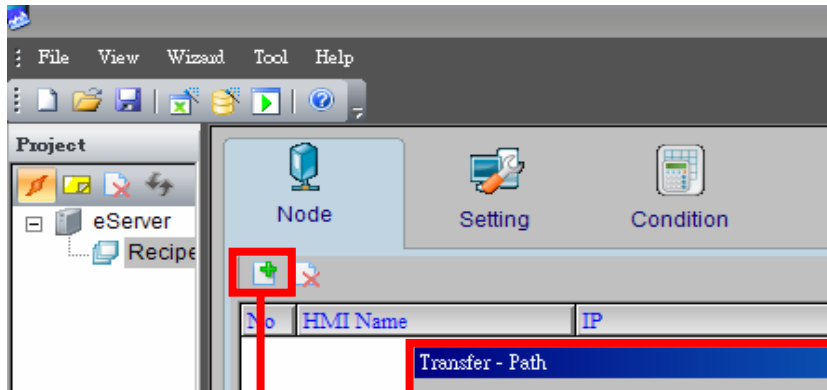 File View Wizard Tool Help
Project
eServer
Recipe
Node Setting Condition
No HMI Name IP
Transfer - Path